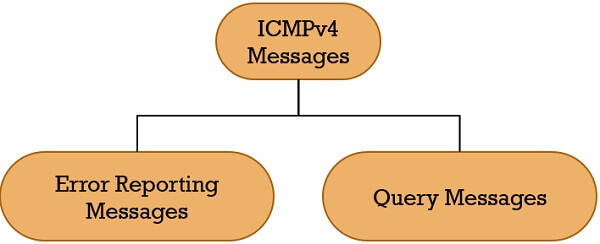 ICMPv4
Messages
Error Reporting
Messages
Query Messages